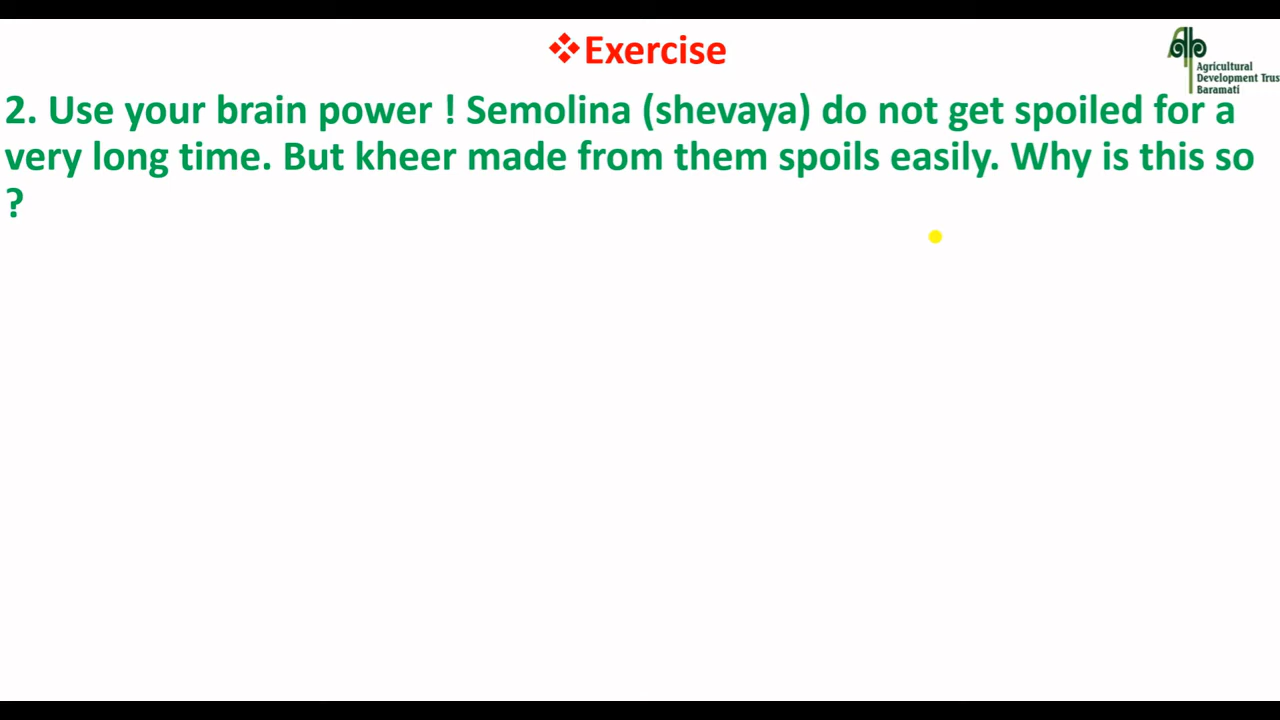 ❖Exercise
Agricultural
Development Trus
Baramati
2. Use your brain power ! Semolina (shevaya) do not get spoiled for a
very long time. But kheer made from them spoils easily. Why is this so
?